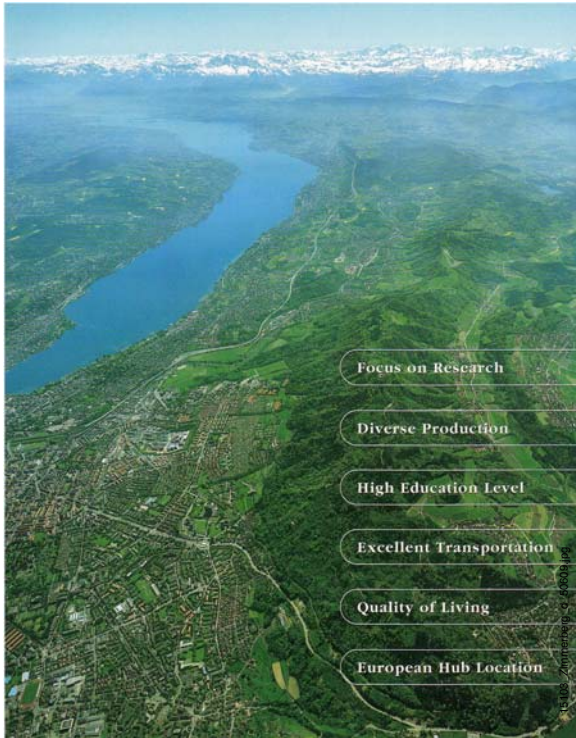 Focus on Research
Diverse Production
High Education Level
Excellent Transportation
Quality of Living
European Hub Location